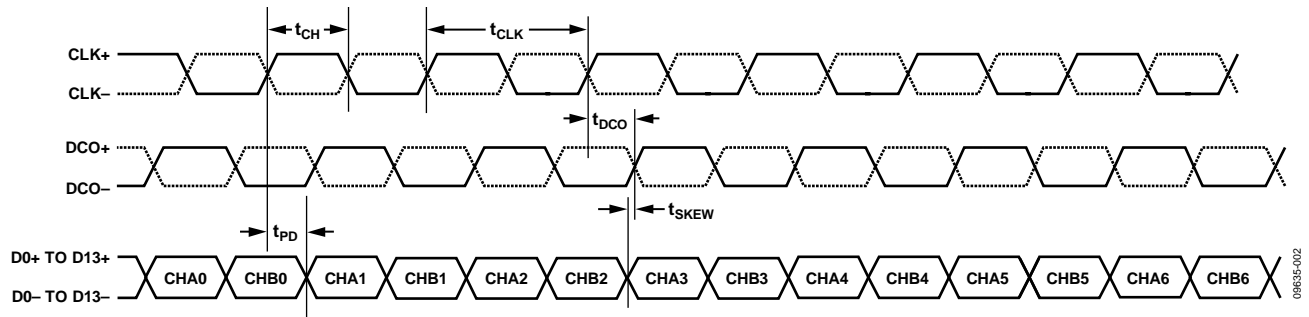 tCH
tCLK
CLK+
CLK–
tDCO
DCO+
DCO–
tSKEW
tPD
D0+ TO D13+
D0– TO D13–
CHA0 CHB0 CHA1 CHB1 CHA2 CHB2 CHA3 CHB3 CHA4 CHB4 CHA5 CHB5 CHA6 CHB6
09635-002